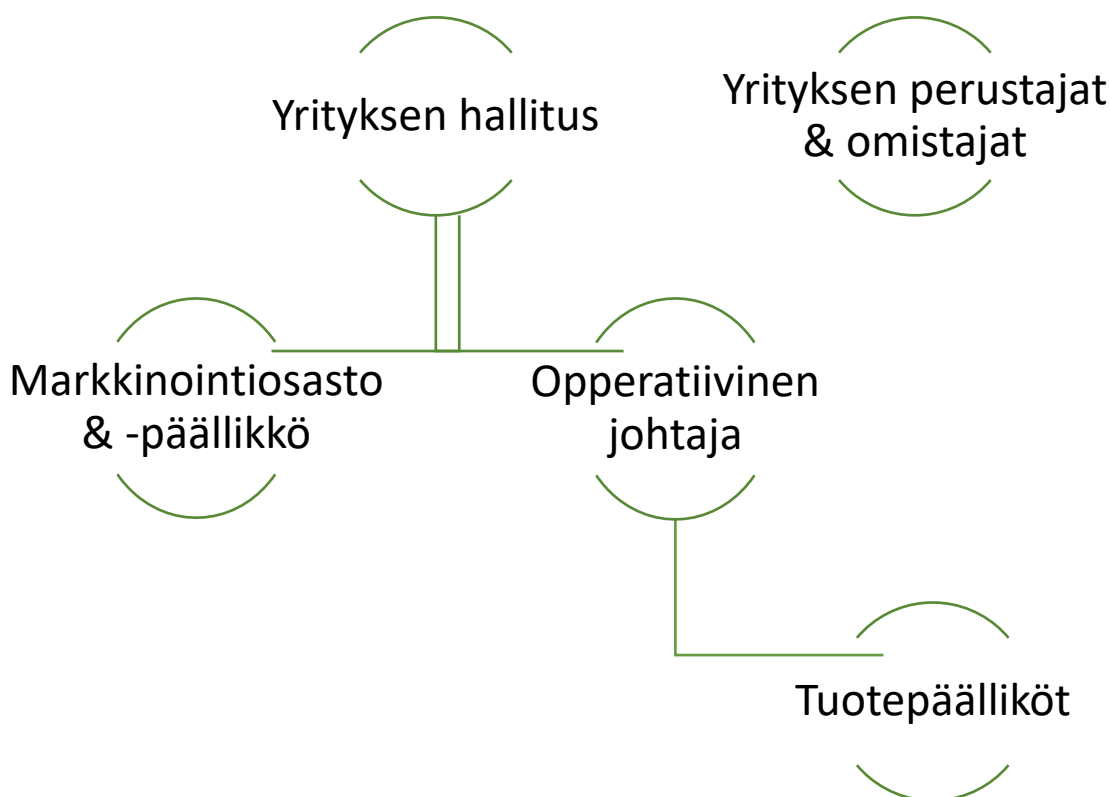 Yrityksen hallitus
Yrityksen perustajat
& omistajat
Markkinointiosasto
& -päällikkö
Opperatiivinen
johtaja
Tuotepäälliköt